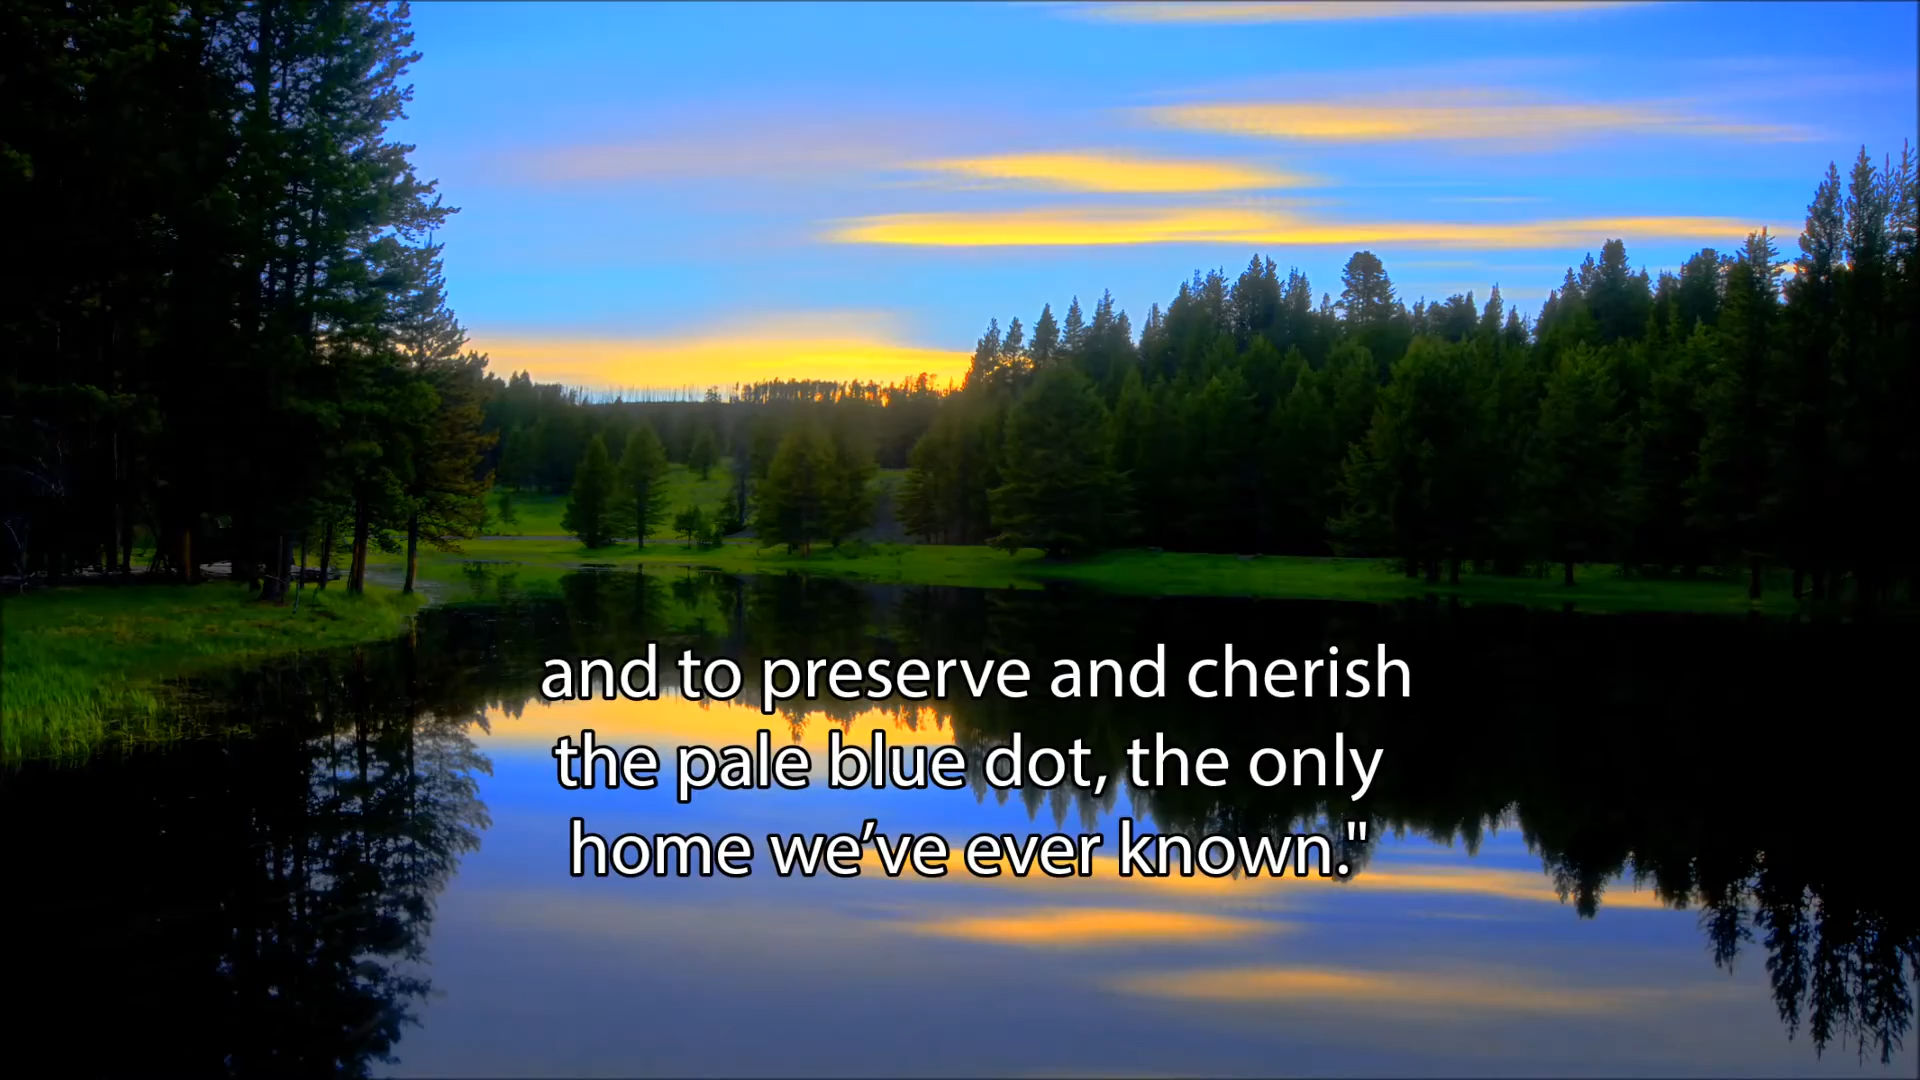 and to preserve and cherish
the pale blue dot, the only
home we’ve ever known."